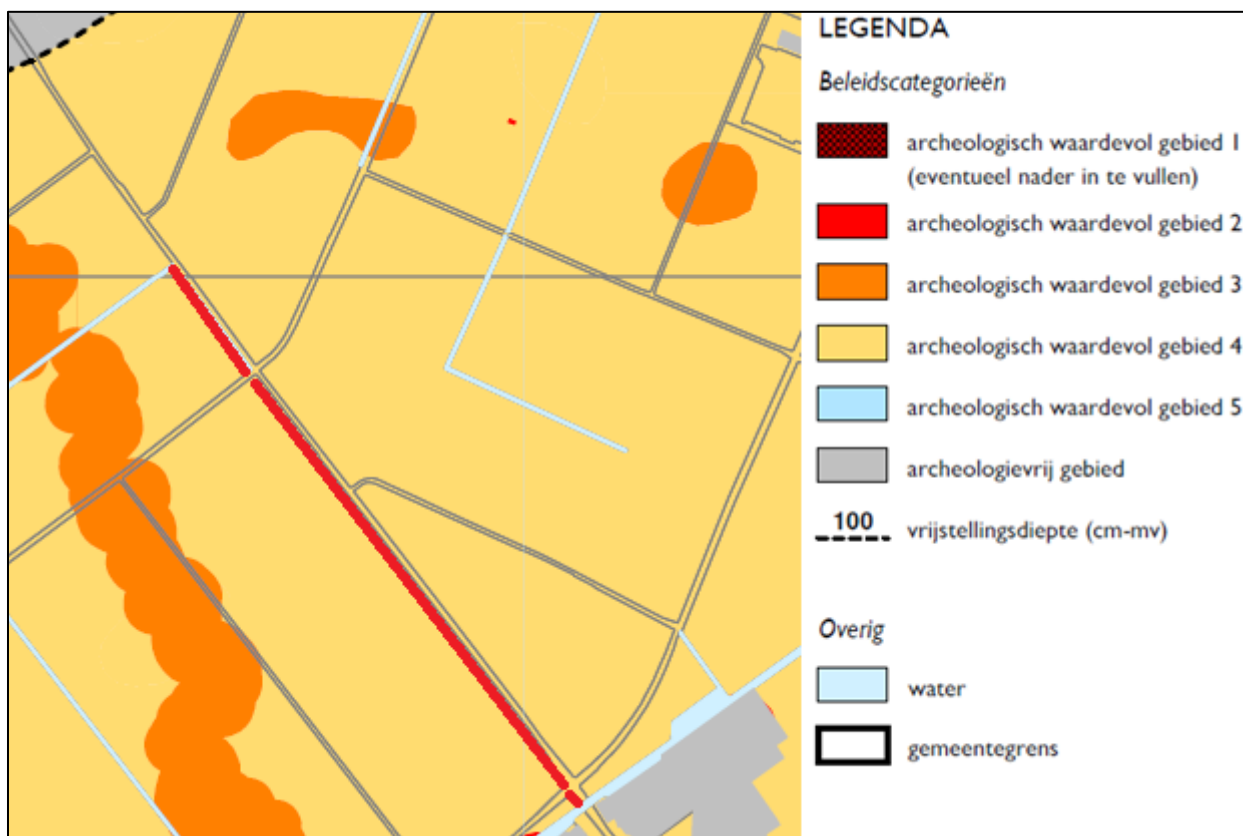 LEGENDA
Beleidscategorieën
archeologisch waardevol gebied 1
(eventueel nader in te vullen)
archeologisch waardevol gebied 2
archeologisch waardevol gebied 3
archeologisch waardevol gebied 4
archeologisch waardevol gebied 5
archeologievrij gebied
100 vrijstellingsdiepte (cm-mv)
Overig
water
gemeentegrens